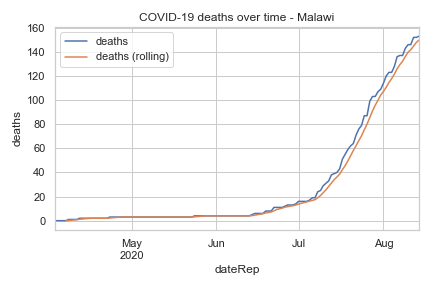 COVID-19 deaths over time - Malawi
deaths
deaths (rolling)
160
140
120
100
80
60
40
20
0
deaths
May
2020
Jun
Jul
Aug
dateRep